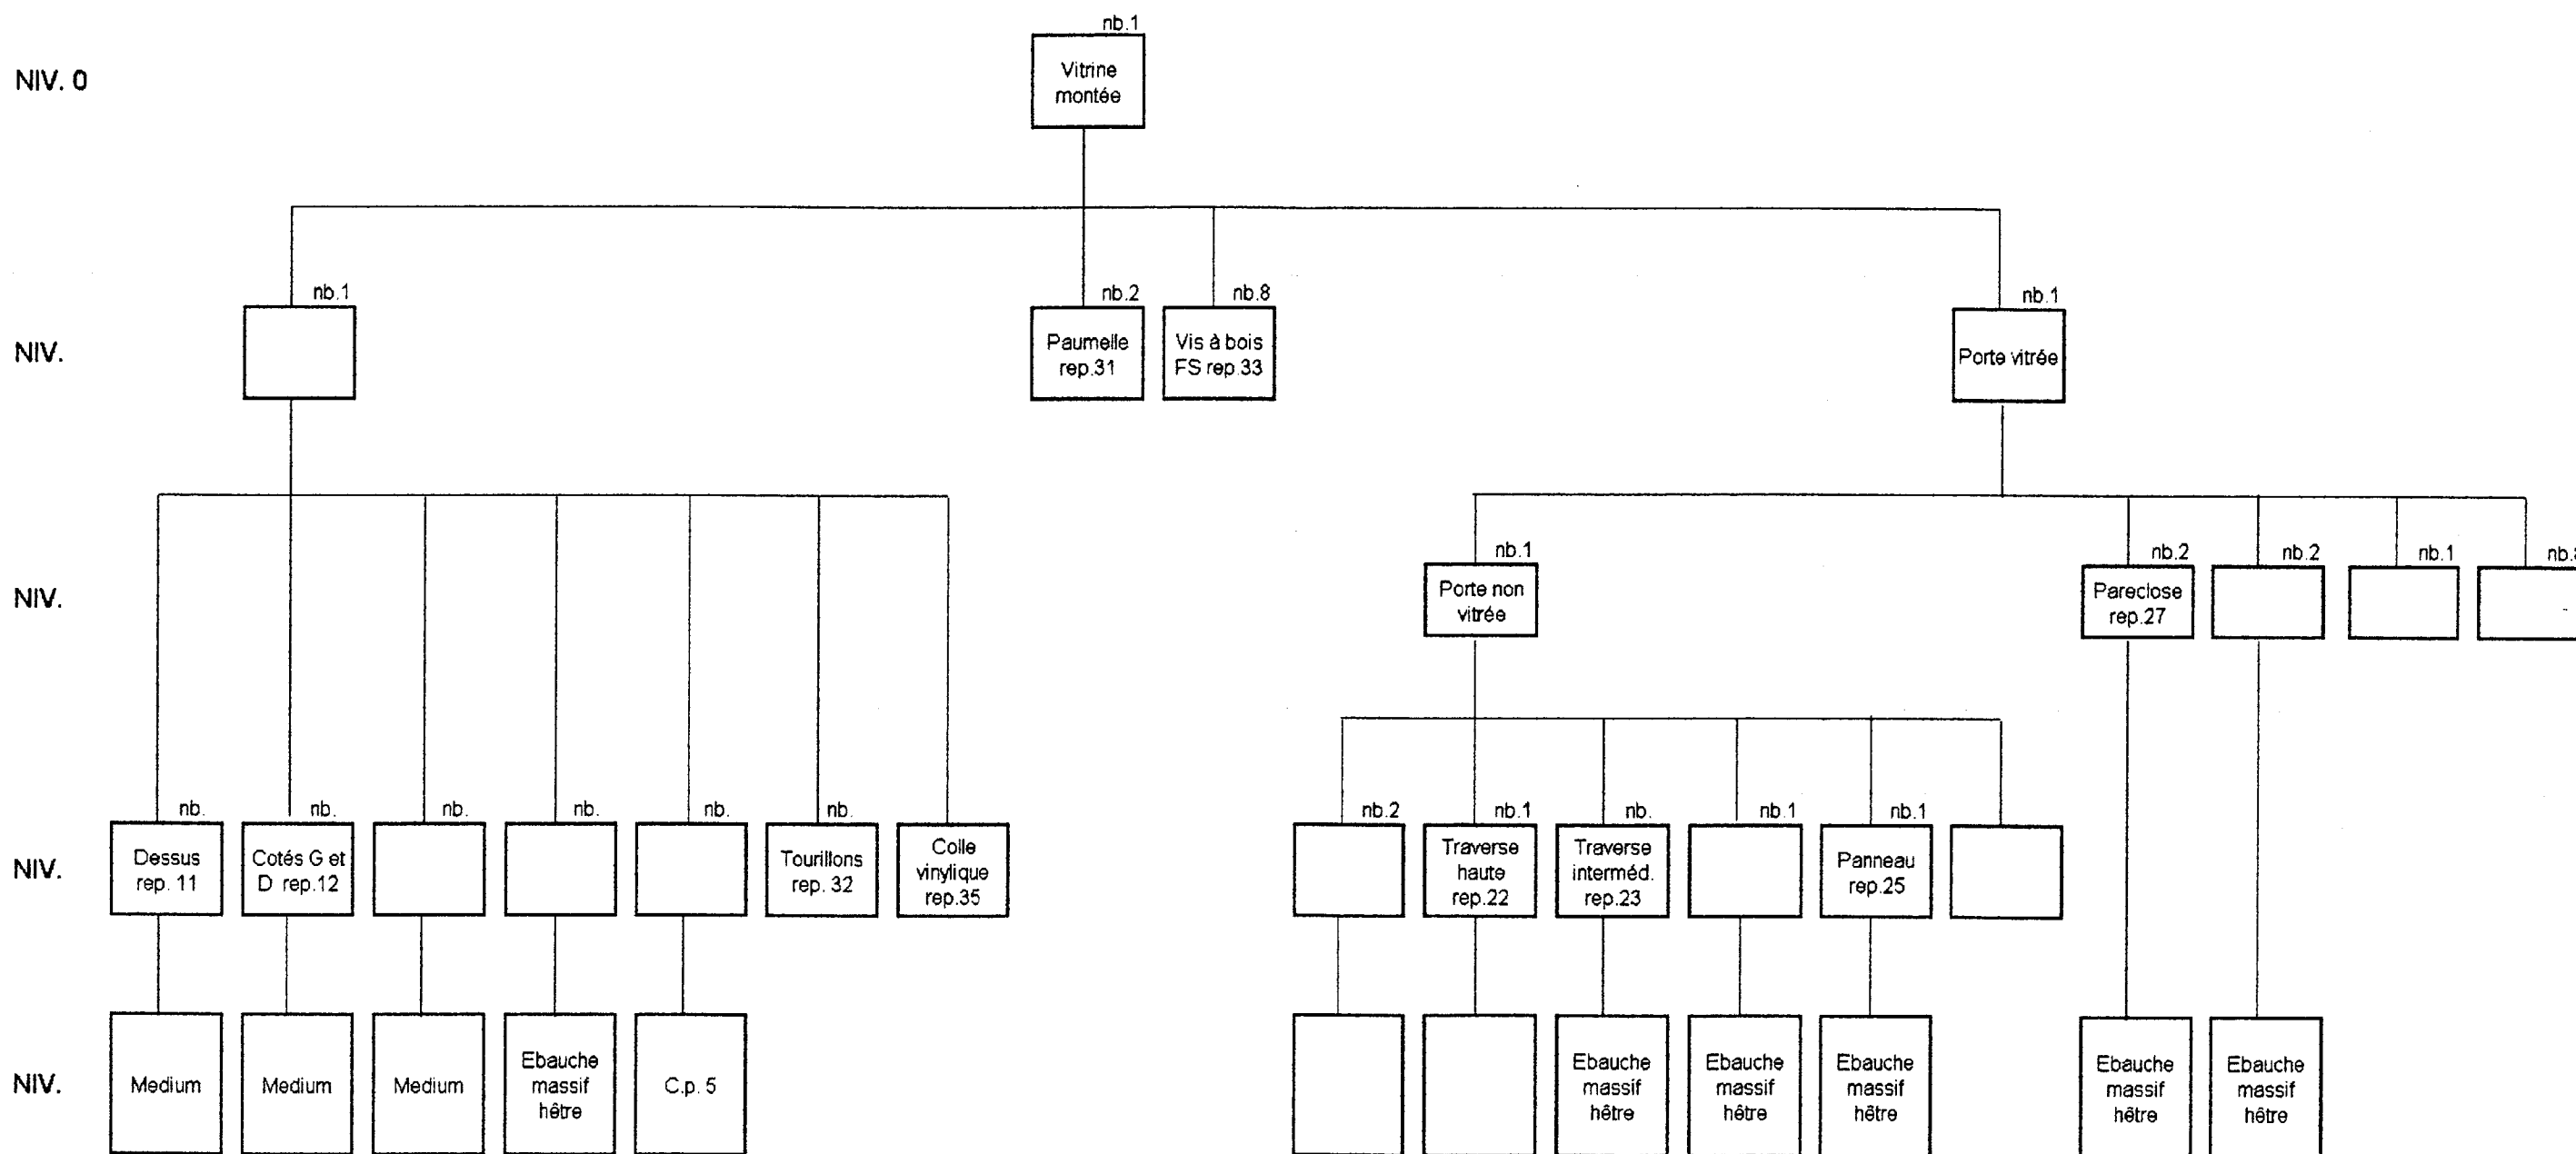 nb.1
NIV. 0
Vitrine
montée
nb.1
nb.2
nb.8
nb.1
NIV.
Paumelle
rep.31
Vis à bois
FS rep.33
Porte vitrée
nb.1
nb.2
nb.2
nb.1
NIV.
Porte non
vitrée
Pareclose
rep.27
nb.
nb.
nb.
nb.
nb.
nb.
nb.2
nb.1
nb.
nb.1
nb.1
NIV.
Dessus
rep. 11
Cotés G et
D rep.12
Tourillons
rep. 32
Colle
vinylique
rep.35
Traverse
haute
rep.22
Traverse
interméd.
rep.23
Panneau
rep.25
NIV.
Medium
Medium
Medium
Ebauche
massif
hêtre
C.p. 5
Ebauche
massif
hêtre
Ebauche
massif
hêtre
Ebauche
massif
hêtre
Ebauche
massif
hêtre
Ebauche
massif
hêtre